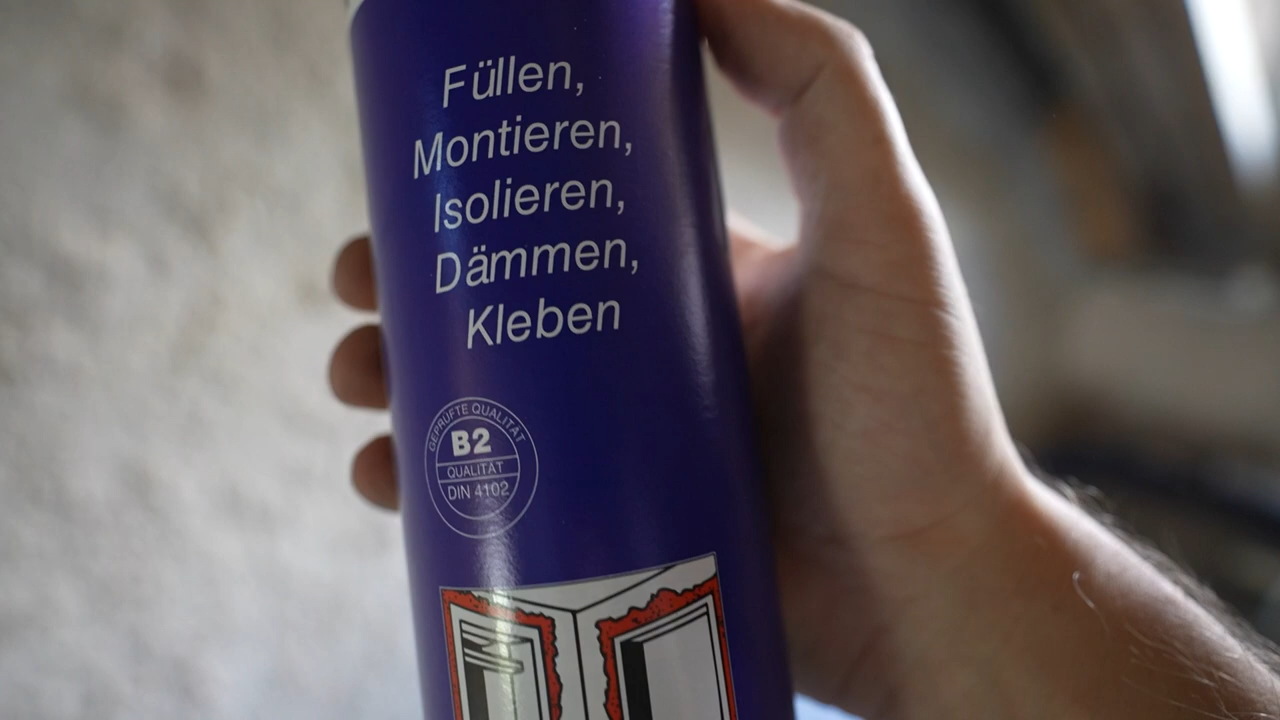 Füllen,
Montieren,
Isolieren,
Dämmen,
Kleben
GEPRÜFTE QUALITÄT
B2
QUALITÄT
DIN 4102